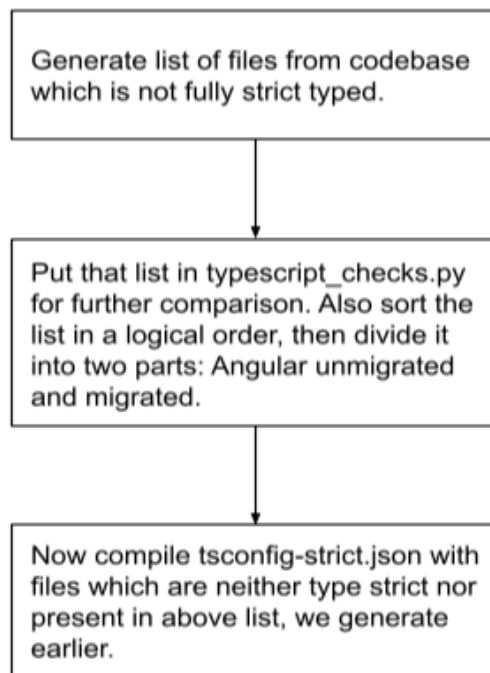 Generate list of files from codebase
which is not fully strict typed.
Put that list in typescript_checks.py
for further comparison. Also sort the
list in a logical order, then divide it
into two parts: Angular unmigrated
and migrated.
Now compile tsconfig-strict.json with
files which are neither type strict nor
present in above list, we generate
earlier.